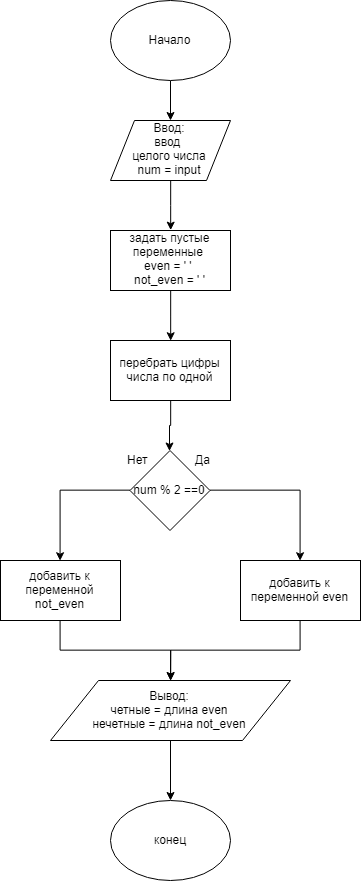 Начало
Ввод:
ввод
целого числа
num = input
задать пустые
переменные
even = ' '
not_even = ' '
перебрать цифры
числа по одной
Нет
Да
num % 2 ==0
добавить к
переменной
not_even
добавить к
переменной even
Вывод:
четные = длина even
нечетные = длина not_even
конец